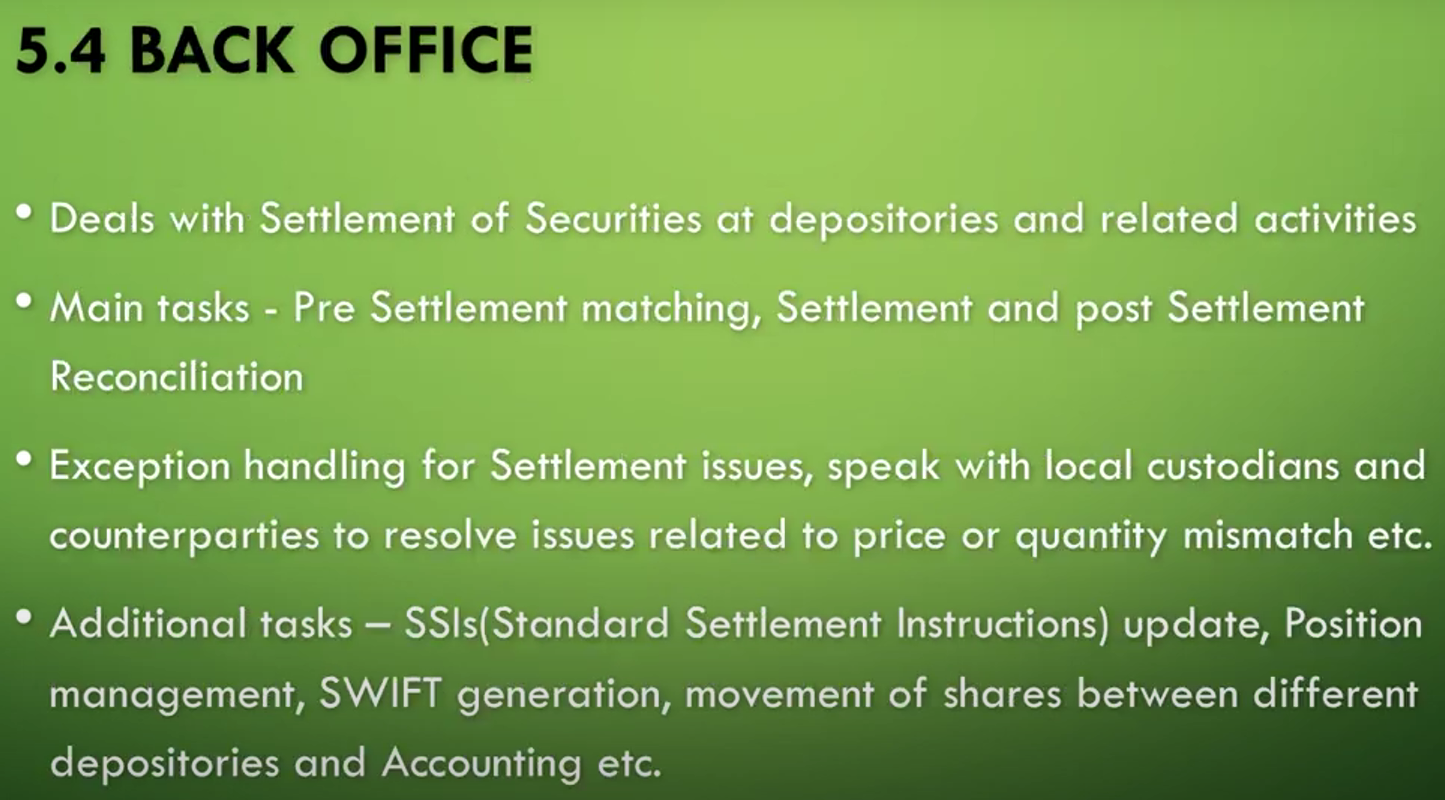 5.4 BACK OFFICE
• Deals with Settlement of Securities at depositories and related activities
• Main tasks - Pre Settlement matching, Settlement and post Settlement
Reconciliation
• Exception handling for Settlement issues, speak with local custodians and
counterparties to resolve issues related to price or quantity mismatch etc.
• Additional tasks – SSIs(Standard Settlement Instructions) update, Position
management, SWIFT generation, movement of shares between different
depositories and Accounting etc.